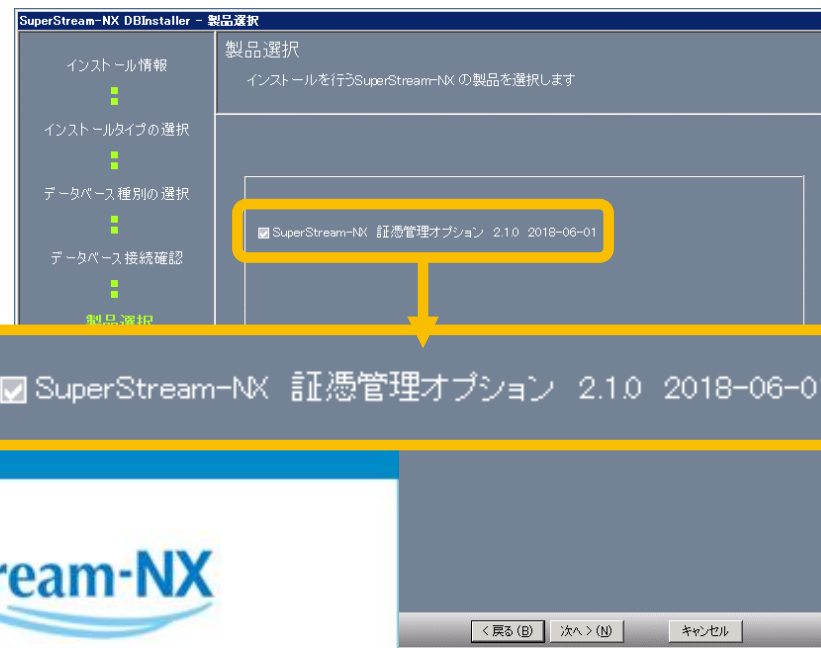 SuperStream-NX DBInstaller - 製品選択
製品選択
インストールを行うSuperStream-NX の製品を選択します
インストール情報
インストールタイプの選択
データベース種別の選択
データベース接続確認
製品選択
SuperStream-NX 証憑管理オプション 2.1.0 2018-06-01
SuperStream-NX 証憑管理オプション 2.1.0 2018-06-01
ream-NX
< 戻る(B)
次へ > (N)
キャンセル